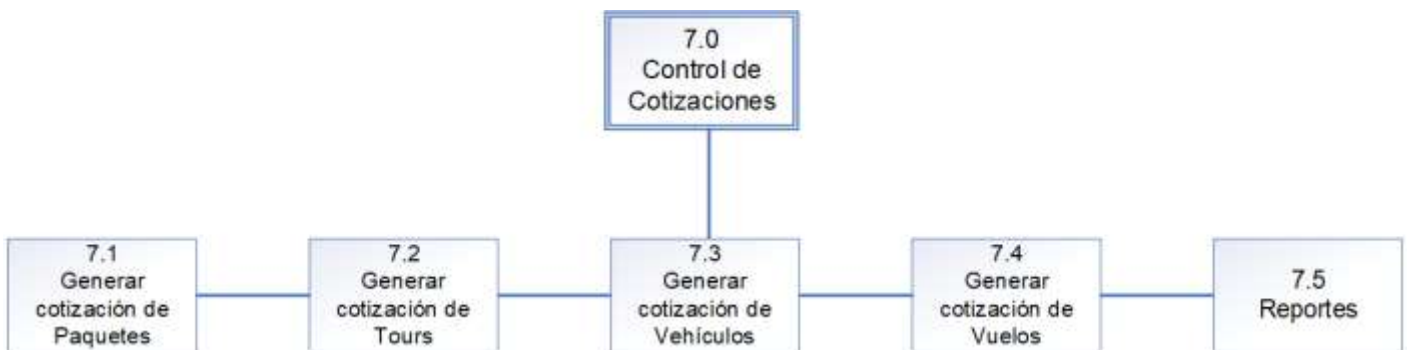 7.0
Control de
Cotizaciones
7.1
Generar
cotización de
Paquetes
7.2
Generar
cotización de
Tours
7.3
Generar
cotización de
Vehículos
7.4
Generar
cotización de
Vuelos
7.5
Reportes